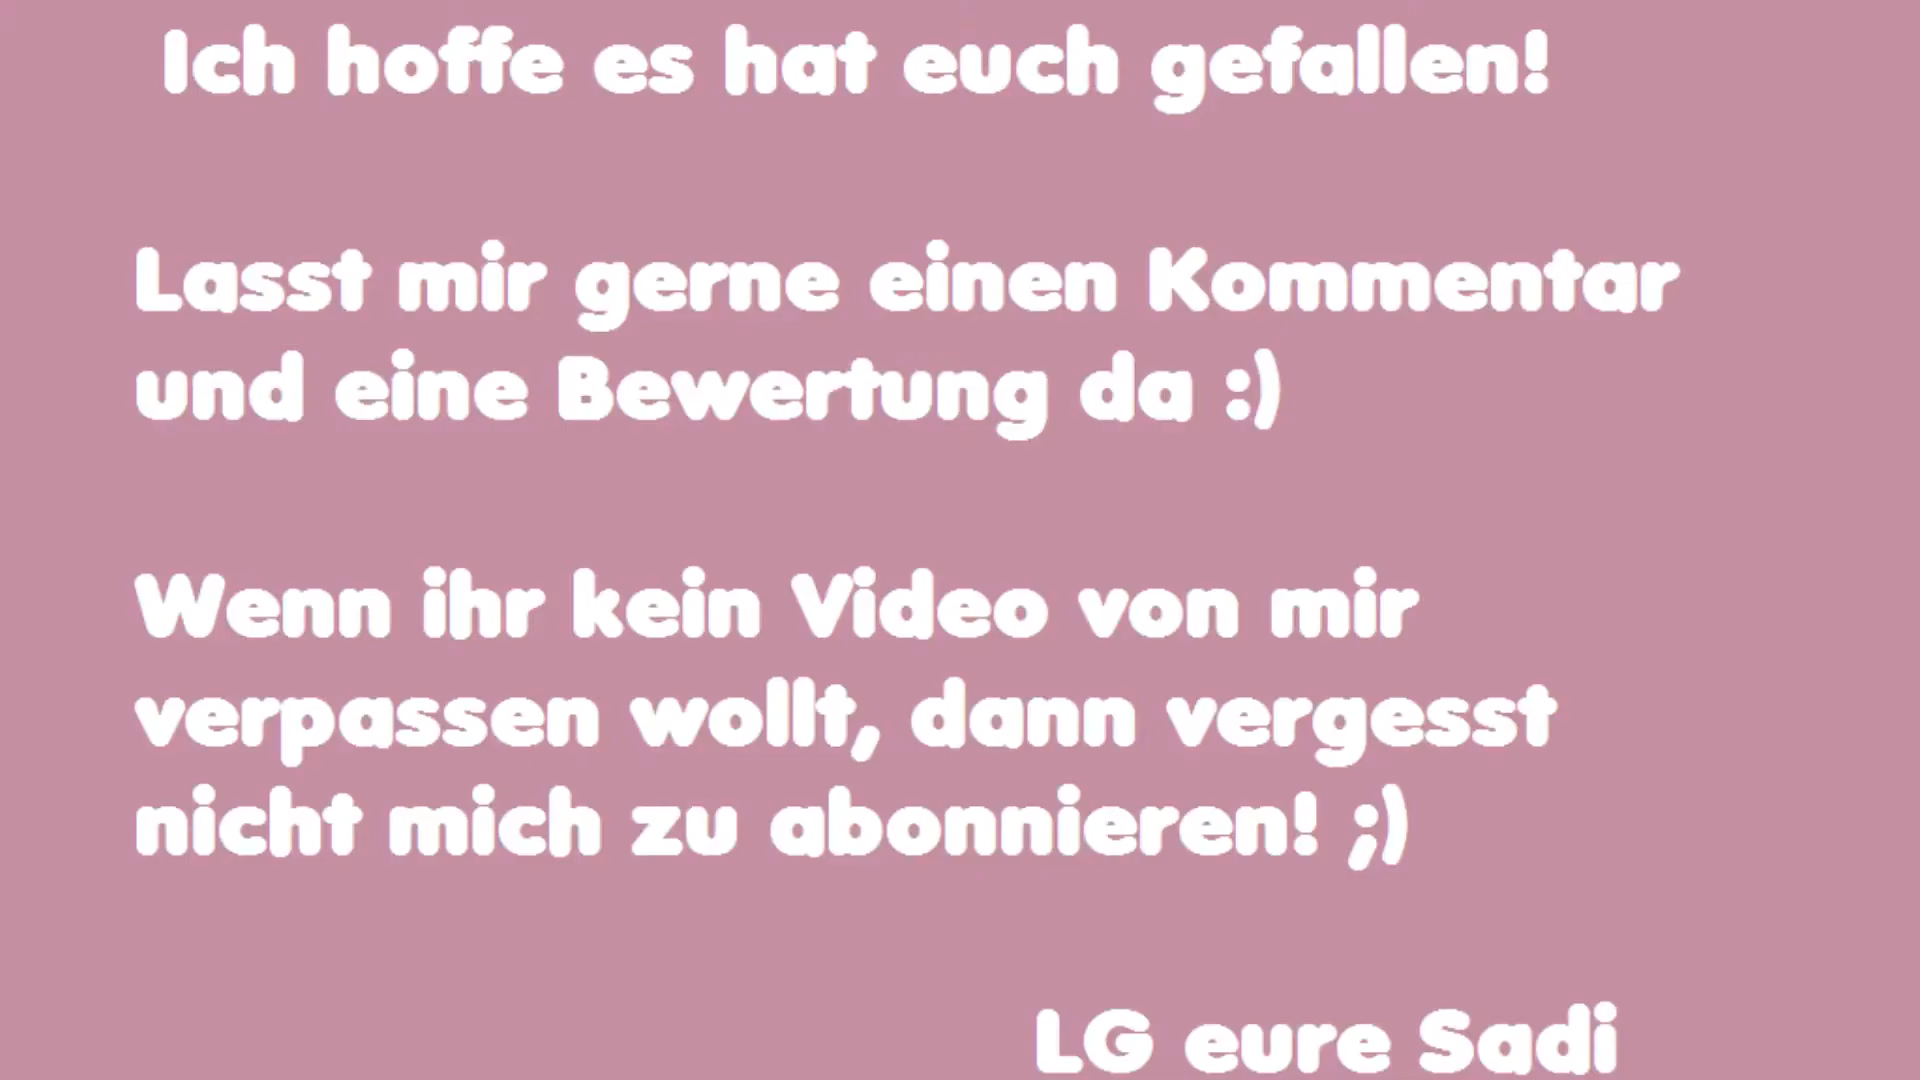 Ich hoffe es hat euch gefallen!
Lasst mir gerne einen Kommentar
und eine Bewertung da :)
Wenn ihr kein Video von mir
verpassen wollt, dann vergesst
nicht mich zu abonnieren! ;)
LG eure Sadi